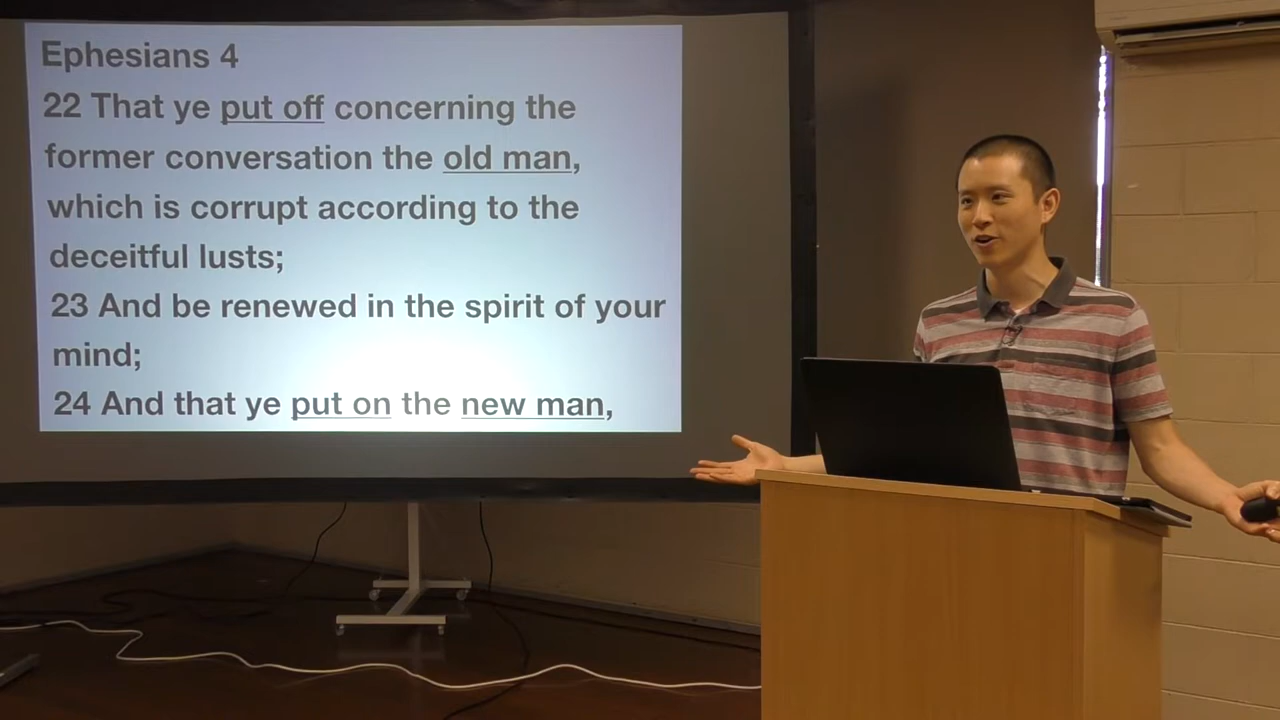 Ephesians 4
22 That ye put off concerning the
former conversation the old man,
which is corrupt according to the
deceitful lusts;
23 And be renewed in the spirit of your
mind;
24 And that ye put on the new man,